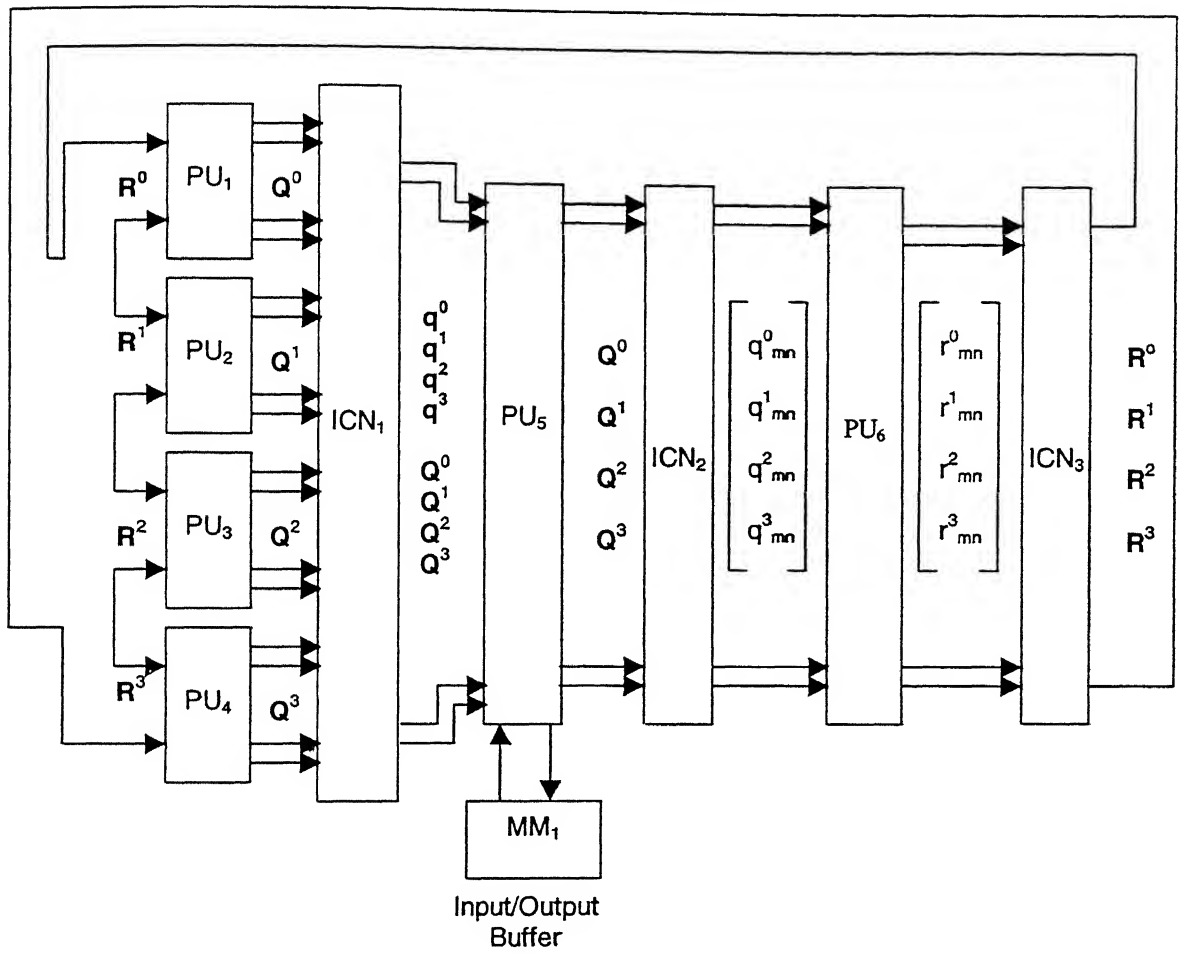 R⁰ PU₁ Q⁰
R¹ PU₂ Q¹
R² PU₃ Q²
R³ PU₄ Q³
ICN₁
q⁰
q¹
q²
q³
Q⁰
Q¹
Q²
Q³
PU₅
Q⁰
Q¹
Q²
Q³
ICN₂
q⁰mn
q¹mn
q²mn
q³mn
PU₆
r⁰mn
r¹mn
r²mn
r³mn
ICN₃
R⁰
R¹
R²
R³
MM₁
Input/Output
Buffer